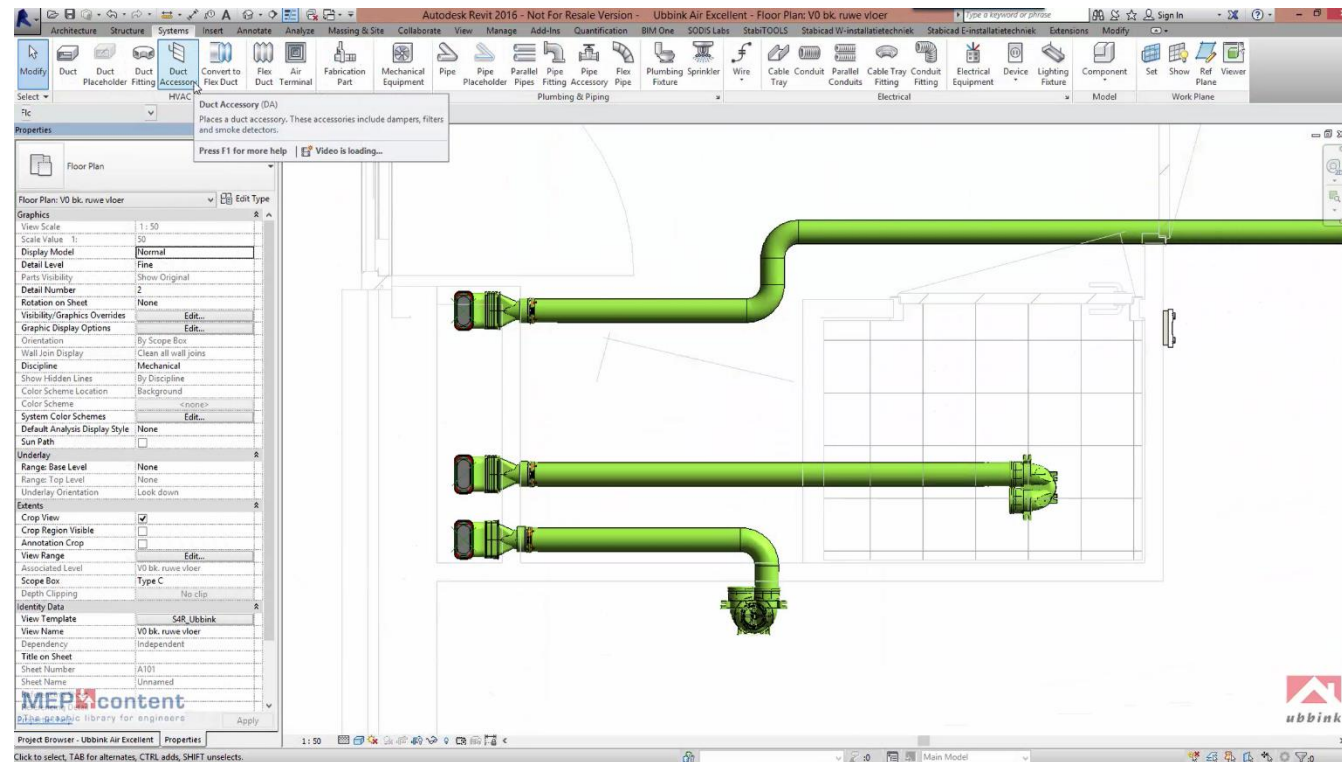 Autodesk Revit 2016 - Not For Resale Version - Ubbink Air Excellent - Floor Plan: V0 bk. ruwe vloer
Type a keyword or phrase
Sign In
Architecture Structure Systems Insert Annotate Analyze Massing & Site Collaborate View Manage Add-Ins Quantification BIM One SODIS Labs StabiTOOLS Stabicad W-installatietechniek Stabicad E-installatietechniek Extensions Modify
Modify Duct Duct Placeholder Duct Fitting Duct Accessory Convert to Flex Duct Flex Duct Air Terminal Fabrication Part Mechanical Equipment Pipe Pipe Placeholder Parallel Pipes Pipe Fitting Pipe Accessory Flex Pipe Plumbing Fixture Sprinkler Wire Cable Tray Conduit Parallel Conduits Cable Tray Fitting Conduit Fitting Electrical Equipment Device Lighting Fixture Component Set Show Ref Plane Viewer
Select HVAC Plumbing & Piping Electrical Model Work Plane
Duct Accessory (DA)
Places a duct accessory. These accessories include dampers, filters
and smoke detectors.
Press F1 for more help Video is loading...
Properties
Floor Plan
Floor Plan: V0 bk. ruwe vloer Edit Type
Graphics
View Scale 1 : 50
Scale Value 1: 50
Display Model Normal
Detail Level Fine
Parts Visibility Show Original
Detail Number 2
Rotation on Sheet None
Visibility/Graphics Overrides Edit...
Graphic Display Options Edit...
Orientation By Scope Box
Wall Join Display Clean all wall joins
Discipline Mechanical
Show Hidden Lines By Discipline
Color Scheme Location Background
Color Scheme <none>
System Color Schemes Edit...
Default Analysis Display Style None
Sun Path
Underlay
Range: Base Level None
Range: Top Level None
Underlay Orientation Look down
Extents
Crop View
Crop Region Visible
Annotation Crop
View Range Edit...
Associated Level V0 bk. ruwe vloer
Scope Box Type C
Depth Clipping No clip
Identity Data
View Template S4R_Ubbink
View Name V0 bk. ruwe vloer
Dependency Independent
Title on Sheet
Sheet Number A101
Sheet Name Unnamed
MEPcontent
The graphic library for engineers
Apply
ubbink
Project Browser - Ubbink Air Excellent Properties
1 : 50
Click to select, TAB for alternates, CTRL adds, SHIFT unselects.
:0 Main Model
:0